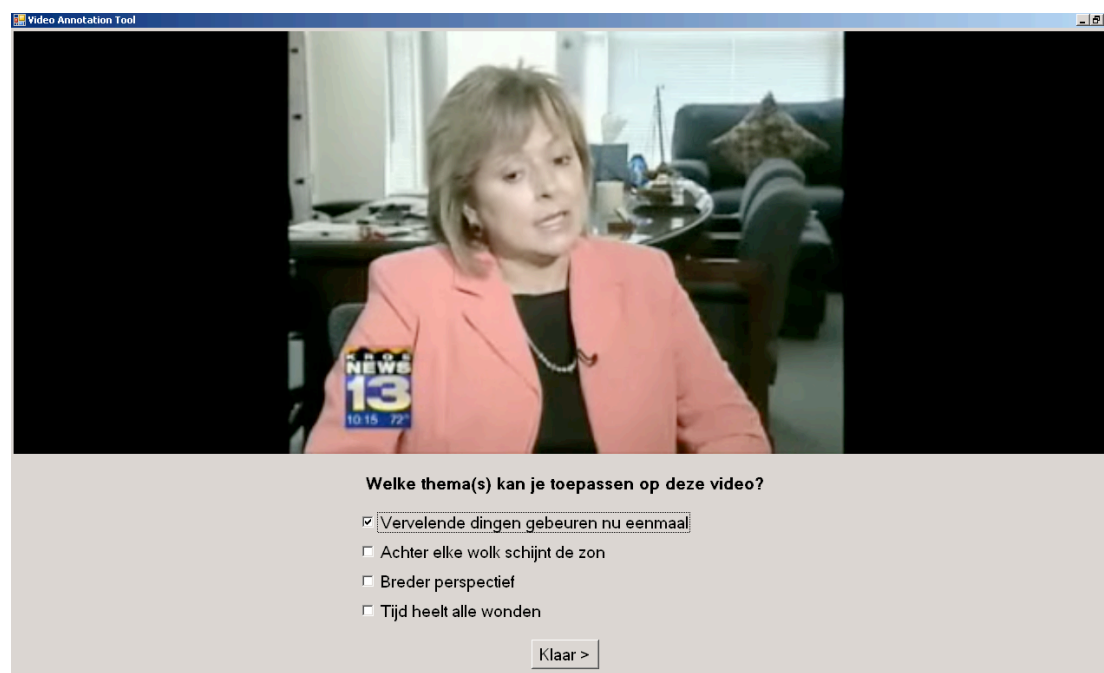 Video Annotation Tool
KRQE
NEWS
13
10:15 72°
Welke thema(s) kan je toepassen op deze video?
Vervelende dingen gebeuren nu eenmaal
Achter elke wolk schijnt de zon
Breder perspectief
Tijd heelt alle wonden
Klaar >